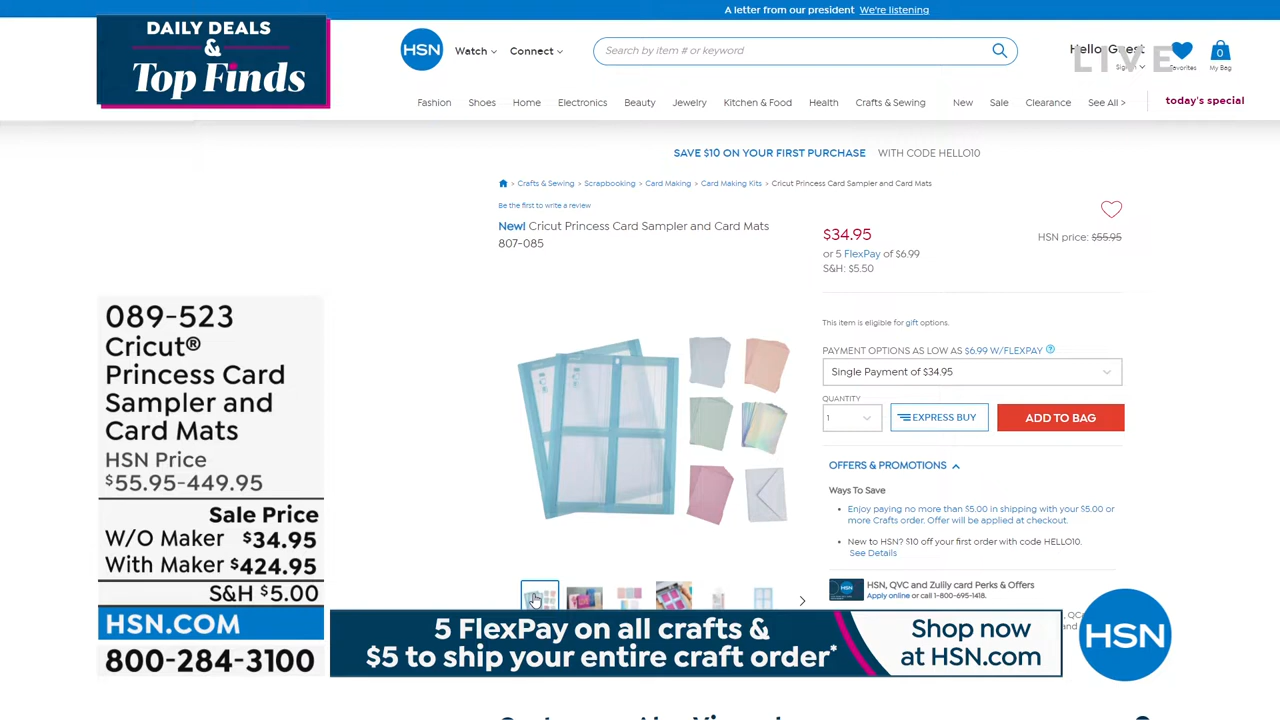 A letter from our president We're listening
DAILY DEALS
&
Top Finds
HSN
Watch
Connect
Search by item # or keyword
Hello Guest
LIVE
Favorites
0
My Bag
Fashion Shoes Home Electronics Beauty Jewelry Kitchen & Food Health Crafts & Sewing New Sale Clearance See All > today's special
SAVE $10 ON YOUR FIRST PURCHASE WITH CODE HELLO10
> Crafts & Sewing > Scrapbooking > Card Making > Card Making Kits > Cricut Princess Card Sampler and Card Mats
Be the first to write a review
New! Cricut Princess Card Sampler and Card Mats
807-085
$34.95
HSN price: $55.95
or 5 FlexPay of $6.99
S&H: $5.50
This item is eligible for gift options.
PAYMENT OPTIONS AS LOW AS $6.99 W/FLEXPAY
Single Payment of $34.95
QUANTITY
1
EXPRESS BUY
ADD TO BAG
OFFERS & PROMOTIONS
Ways To Save
• Enjoy paying no more than $5.00 in shipping with your $5.00 or
more Crafts order. Offer will be applied at checkout.
• New to HSN? $10 off your first order with code HELLO10.
See Details
HSN, QVC and Zulily card Perks & Offers
Apply online or call 1-800-695-1418.
089-523
Cricut®
Princess Card
Sampler and
Card Mats
HSN Price
$55.95-449.95
Sale Price
W/O Maker $34.95
With Maker $424.95
S&H $5.00
HSN.COM
800-284-3100
5 FlexPay on all crafts &
$5 to ship your entire craft order*
Shop now
at HSN.com
HSN